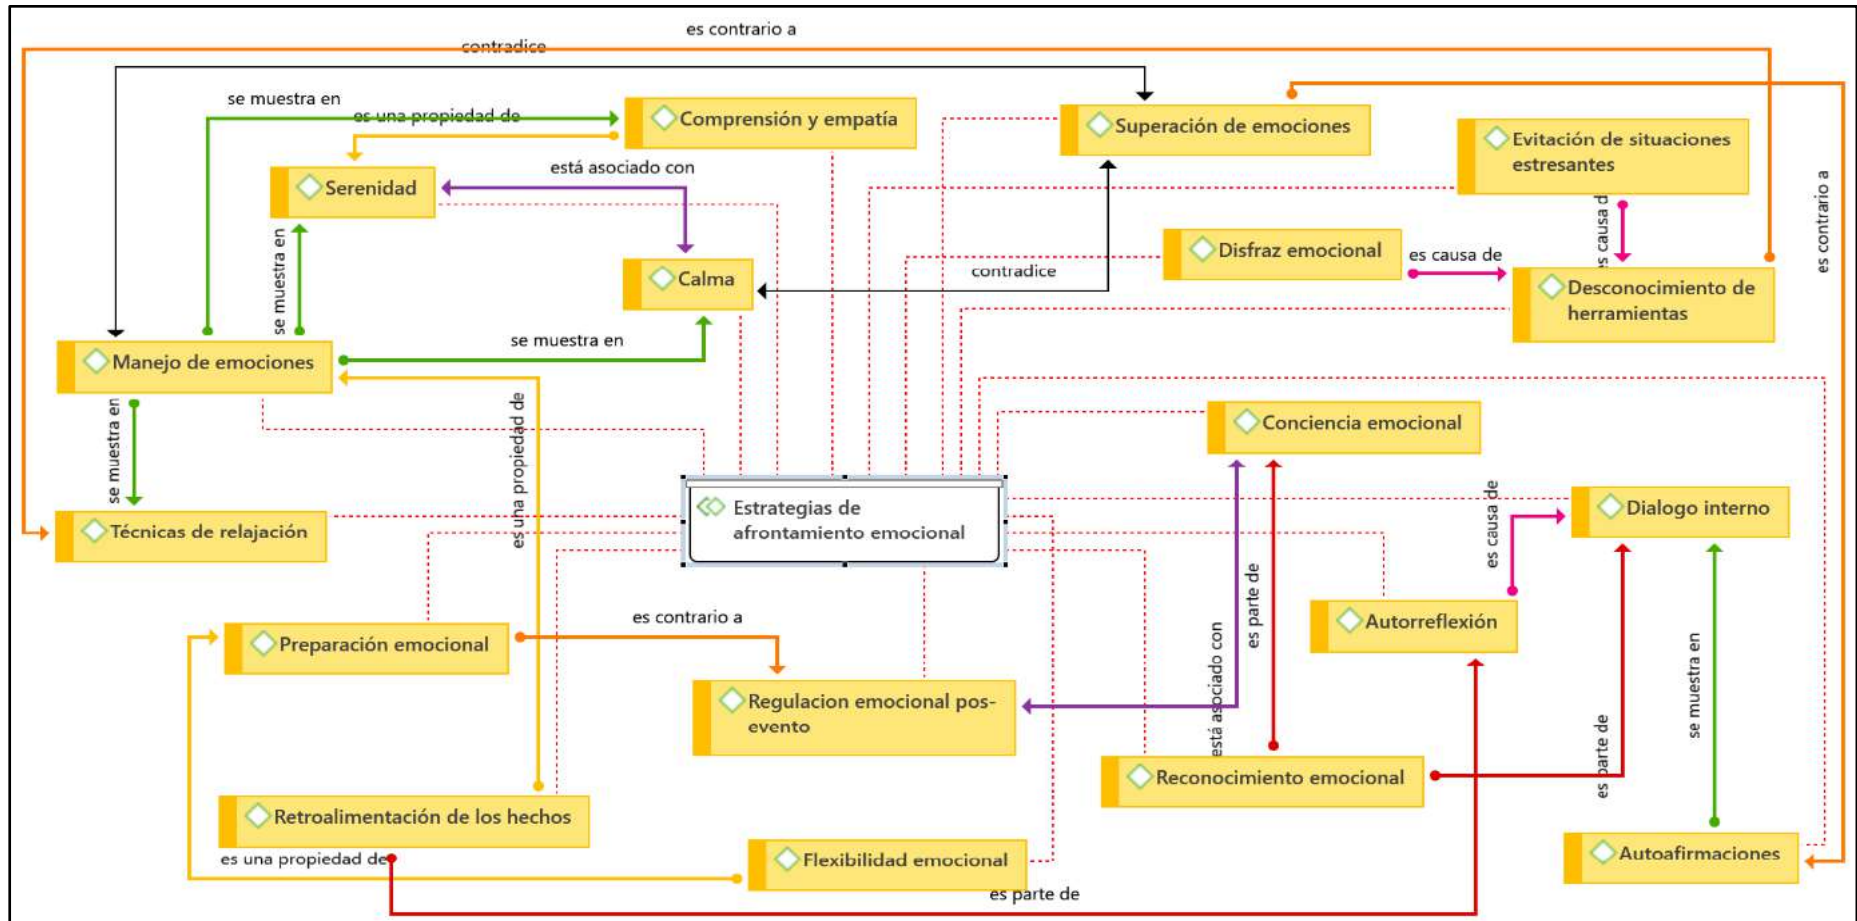 es contrario a
contradice
se muestra en
es una propiedad de
Comprensión y empatía
Superación de emociones
Evitación de situaciones
estresantes
es contrario a
está asociado con
Serenidad
se muestra en
Disfraz emocional
es causa de
es causa d
Calma
contradice
Desconocimiento de
herramientas
se muestra en
Manejo de emociones
se muestra en
es una propiedad de
Conciencia emocional
Estrategias de
afrontamiento emocional
Dialogo interno
es causa de
Técnicas de relajación
es parte de
Autorreflexión
es contrario a
Preparación emocional
está asociado con
se muestra en
Regulacion emocional pos-
evento
es parte de
Reconocimiento emocional
Retroalimentación de los hechos
es una propiedad de
Flexibilidad emocional
Autoafirmaciones
es parte de